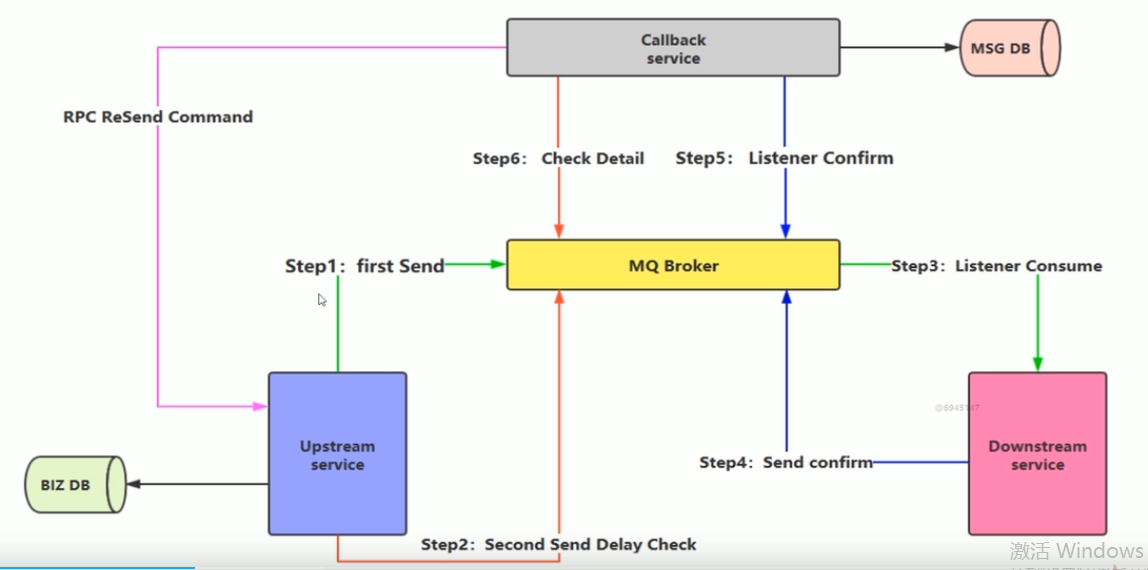 Callback
service
MSG DB
RPC ReSend Command
Step6： Check Detail
Step5： Listener Confirm
Step1：first Send
MQ Broker
Step3：Listener Consume
Upstream
service
Downstream
service
BIZ DB
Step4：Send confirm
Step2：Second Send Delay Check
激活 Windows